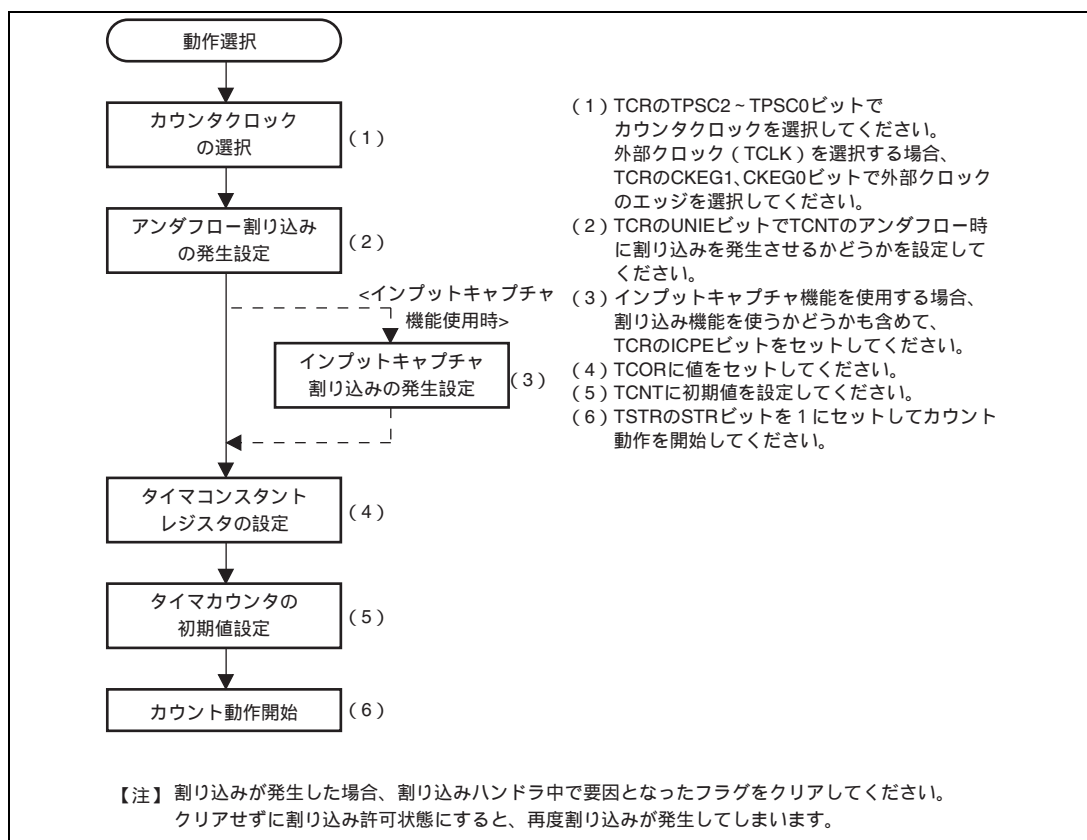 動作選択
カウンタクロック
の選択
(1)
アンダフロー割り込み
の発生設定
(2)
<インプットキャプチャ
機能使用時>
インプットキャプチャ
割り込みの発生設定
(3)
タイマコンスタント
レジスタの設定
(4)
タイマカウンタの
初期値設定
(5)
カウント動作開始
(6)
(1)TCRのTPSC2~TPSC0ビットで
カウンタクロックを選択してください。
外部クロック(TCLK)を選択する場合、
TCRのCKEG1、CKEG0ビットで外部クロック
のエッジを選択してください。
(2)TCRのUNIEビットでTCNTのアンダフロー時
に割り込みを発生させるかどうかを設定して
ください。
(3)インプットキャプチャ機能を使用する場合、
割り込み機能を使うかどうかも含めて、
TCRのICPEビットをセットしてください。
(4)TCORに値をセットしてください。
(5)TCNTに初期値を設定してください。
(6)TSTRのSTRビットを1にセットしてカウント
動作を開始してください。
【注】割り込みが発生した場合、割り込みハンドラ中で要因となったフラグをクリアしてください。
クリアせずに割り込み許可状態にすると、再度割り込みが発生してしまいます。